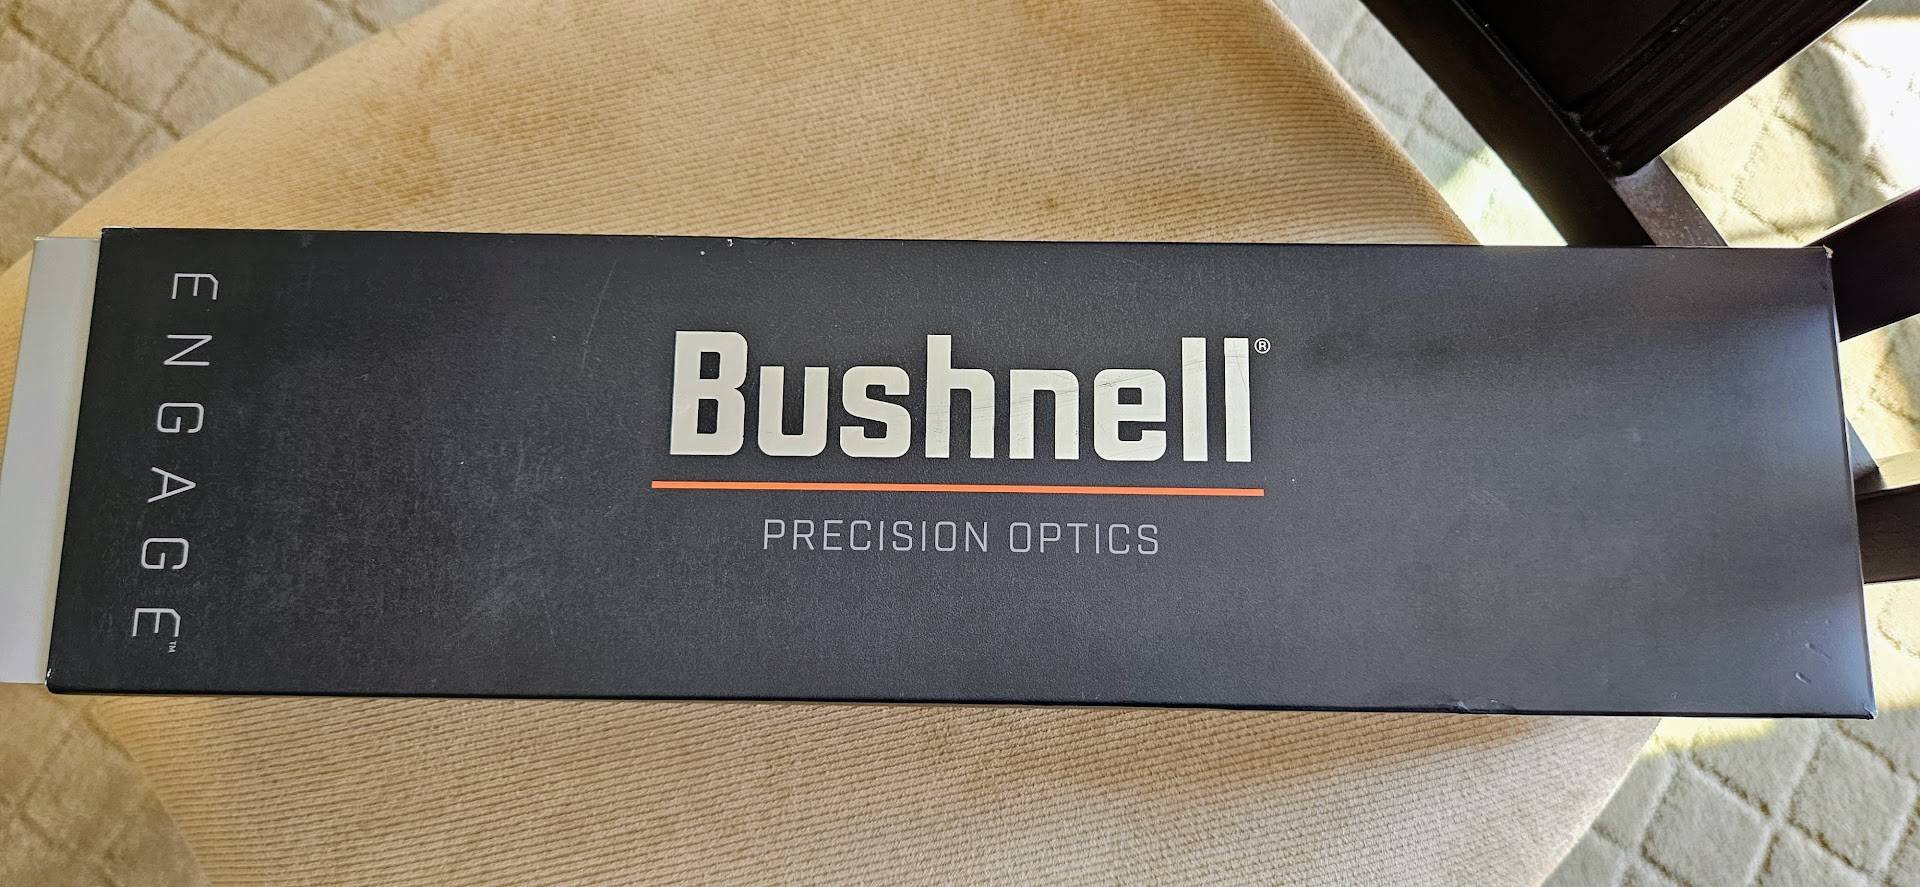 ENGAGE™
Bushnell®
PRECISION OPTICS